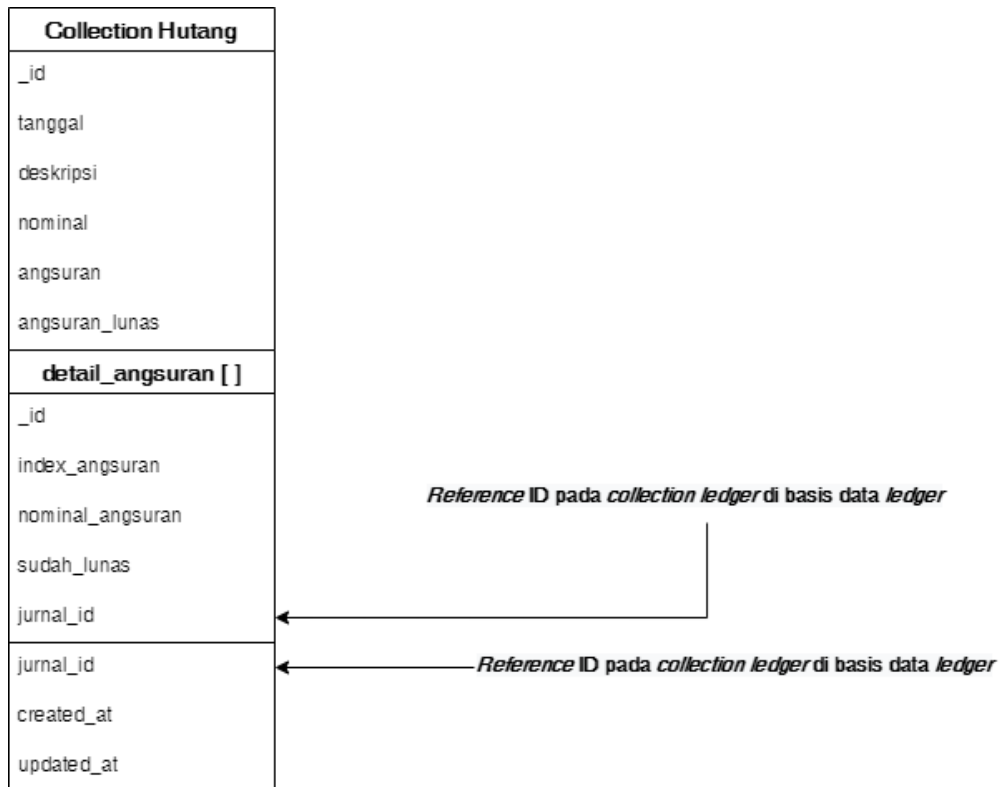 Collection Hutang
_id
tanggal
deskripsi
nominal
angsuran
angsuran_lunas
detail_angsuran [ ]
_id
index_angsuran
nominal_angsuran
sudah_lunas
jurnal_id
Reference ID pada collection ledger di basis data ledger
jurnal_id
Reference ID pada collection ledger di basis data ledger
created_at
updated_at